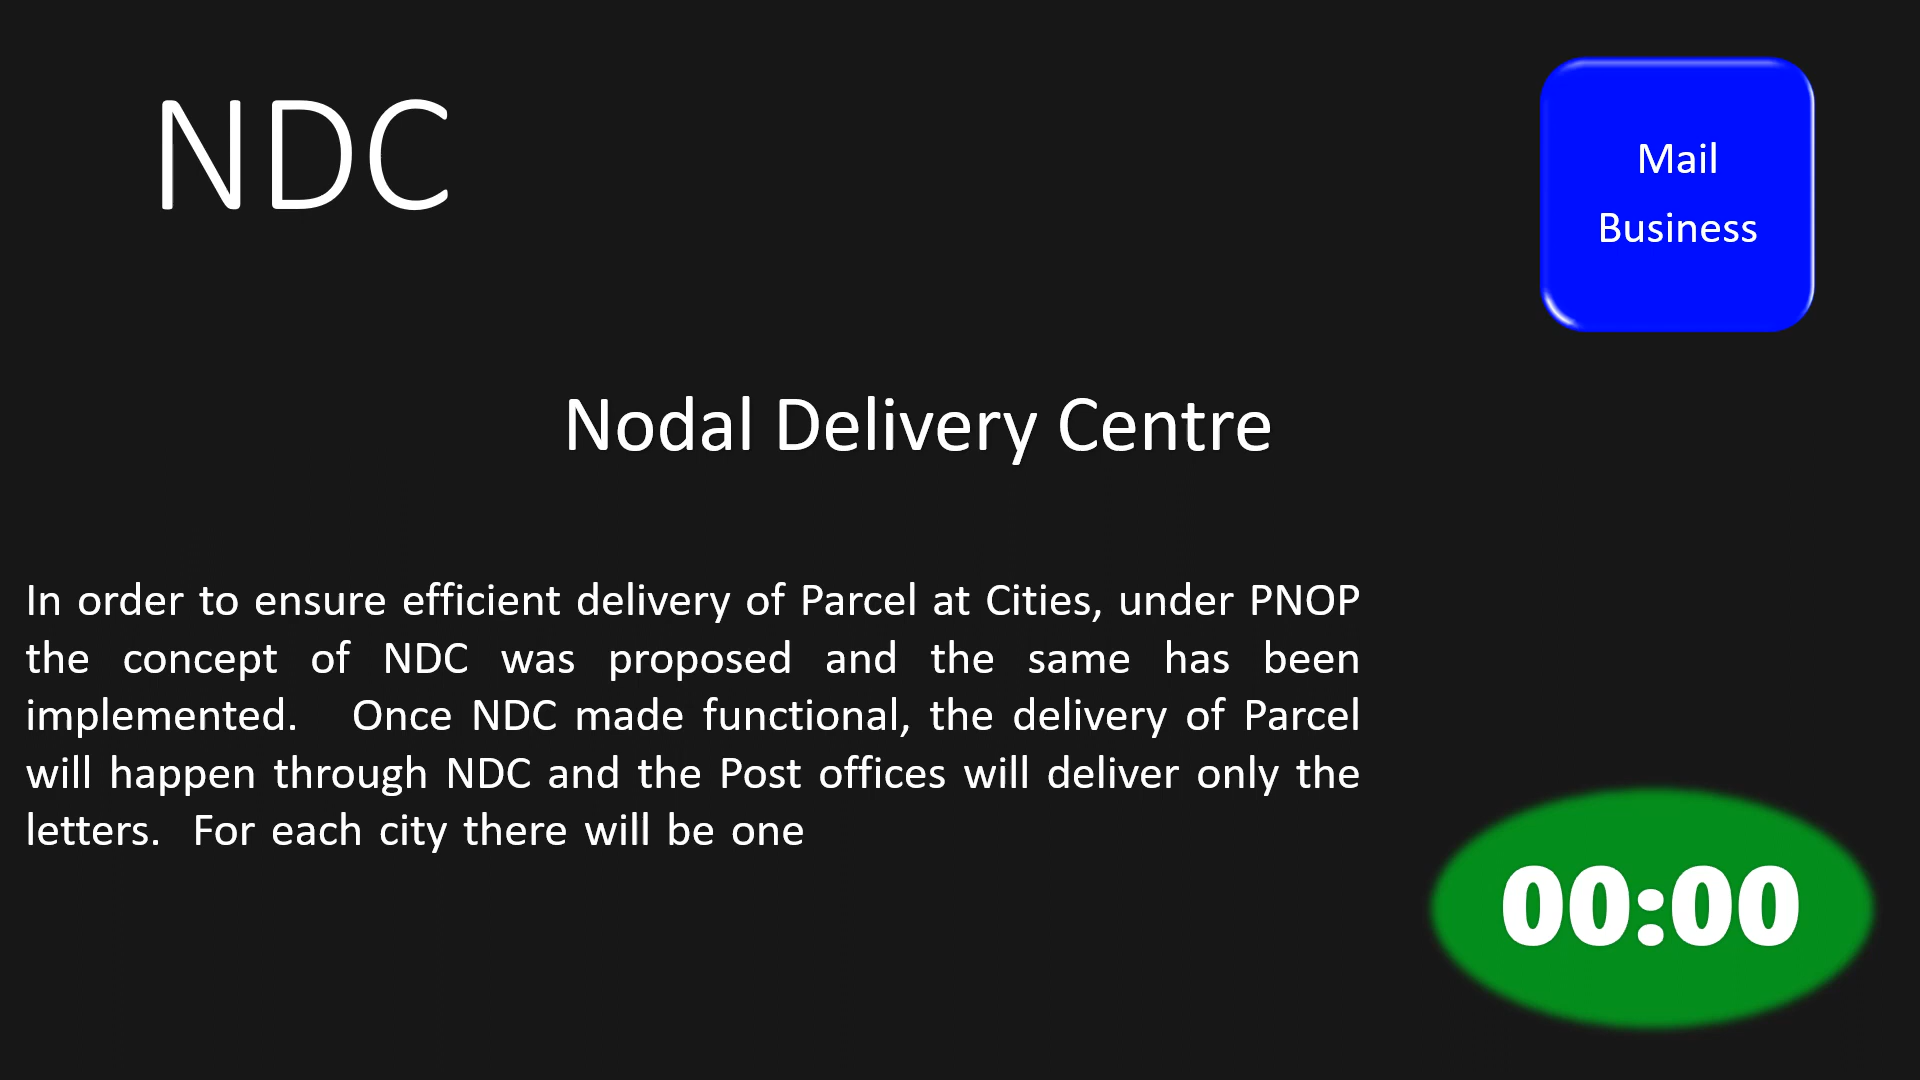 NDC
Mail
Business
Nodal Delivery Centre
In order to ensure efficient delivery of Parcel at Cities, under PNOP
the concept of NDC was proposed and the same has been
implemented. Once NDC made functional, the delivery of Parcel
will happen through NDC and the Post offices will deliver only the
letters. For each city there will be one
00:00